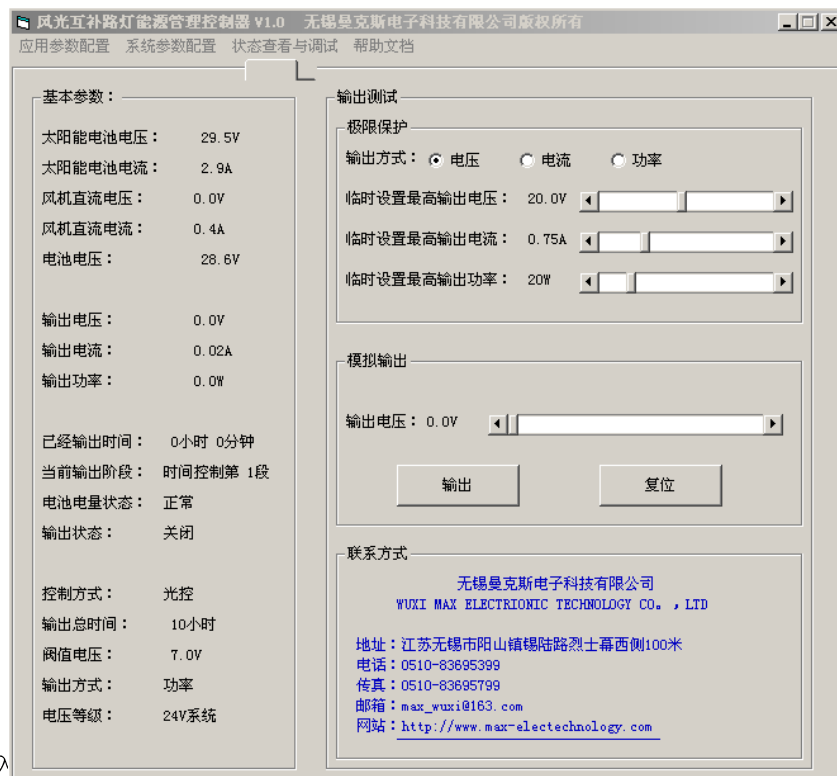 风光互补路灯能源管理控制器 V1.0 无锡曼克斯电子科技有限公司版权所有
应用参数配置 系统参数配置 状态查看与调试 帮助文档
基本参数：
太阳能电池电压： 29.5V
太阳能电池电流： 2.9A
风机直流电压： 0.0V
风机直流电流： 0.4A
电池电压： 28.6V
输出电压： 0.0V
输出电流： 0.02A
输出功率： 0.0W
已经输出时间： 0小时 0分钟
当前输出阶段： 时间控制第 1段
电池电量状态： 正常
输出状态： 关闭
控制方式： 光控
输出总时间： 10小时
阀值电压： 7.0V
输出方式： 功率
电压等级： 24V系统
输出测试
极限保护
输出方式： 电压 电流 功率
临时设置最高输出电压： 20.0V
临时设置最高输出电流： 0.75A
临时设置最高输出功率： 20W
模拟输出
输出电压： 0.0V
输出 复位
联系方式
无锡曼克斯电子科技有限公司
WUXI MAX ELECTRIONIC TECHNOLOGY CO。，LTD
地址：江苏无锡市阳山镇锡陆路烈士幕西侧100米
电话：0510-83695399
传真：0510-83695799
邮箱：max_wuxi@163.com
网站：http://www.max-electechnology.com